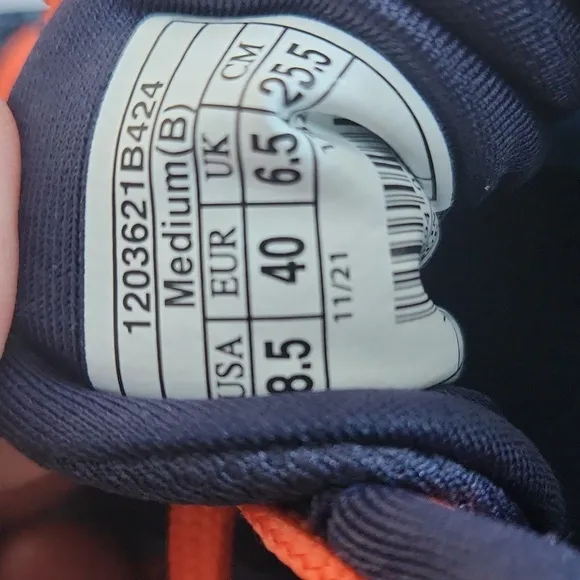 1203621B424
Medium(B)
USA EUR UK CM
8.5 40 6.5 25.5
11/21